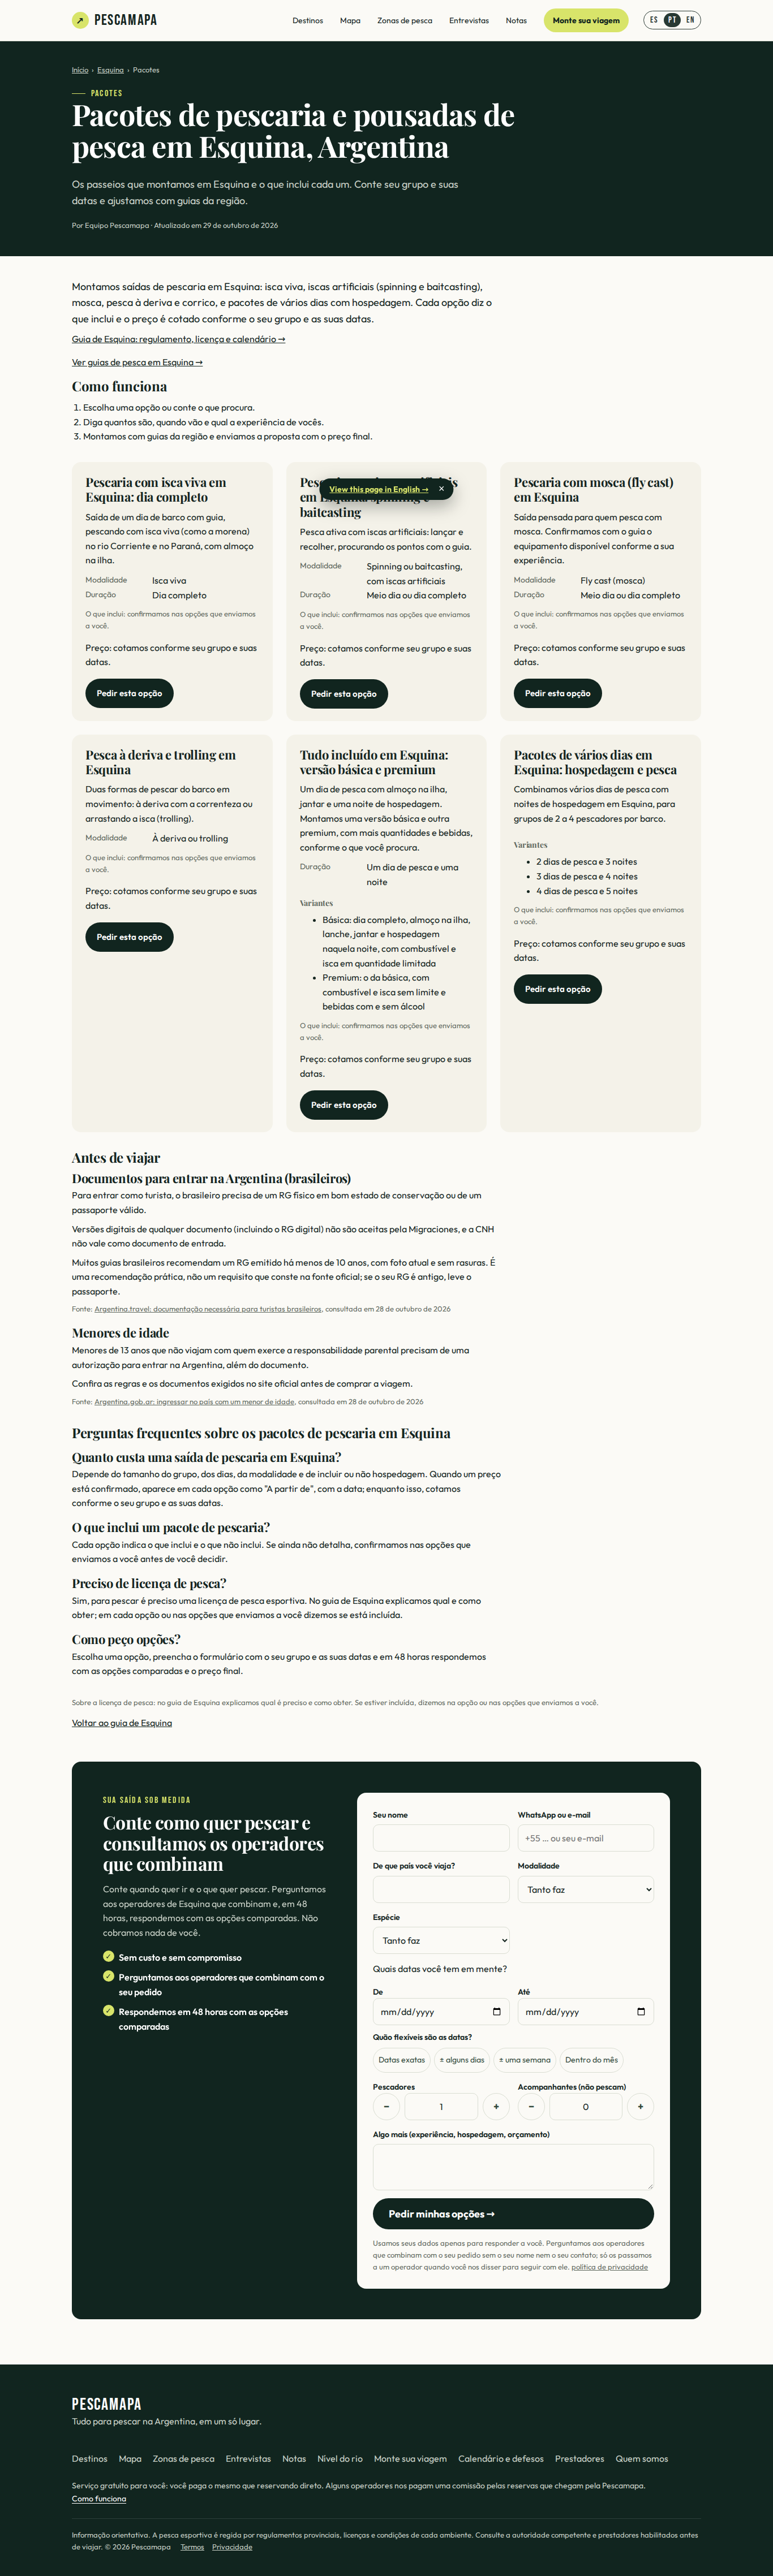 PESCAMAPA
Destinos
Mapa
Zonas de pesca
Entrevistas
Notas
Monte sua viagem
ES PT EN
Início › Esquina › Pacotes
PACOTES
Pacotes de pescaria e pousadas de
pesca em Esquina, Argentina
Os passeios que montamos em Esquina e o que inclui cada um. Conte seu grupo e suas
datas e ajustamos com guias da região.
Por Equipo Pescamapa · Atualizado em 29 de outubro de 2026
Montamos saídas de pescaria em Esquina: isca viva, iscas artificiais (spinning e baitcasting),
mosca, pesca à deriva e corrico, e pacotes de vários dias com hospedagem. Cada opção diz o
que inclui e o preço é cotado conforme o seu grupo e as suas datas.
Guia de Esquina: regulamento, licença e calendário →
Ver guias de pesca em Esquina →
Como funciona
1. Escolha uma opção ou conte o que procura.
2. Diga quantos são, quando vão e qual a experiência de vocês.
3. Montamos com guias da região e enviamos a proposta com o preço final.
Pescaria com isca viva em
Esquina: dia completo
Saída de um dia de barco com guia,
pescando com isca viva (como a morena)
no rio Corriente e no Paraná, com almoço
na ilha.
Modalidade Isca viva
Duração Dia completo
O que inclui: confirmamos nas opções que enviamos
a você.
Preço: cotamos conforme seu grupo e suas
datas.
Pedir esta opção
View this page in English → ×
em Esquina
baitcasting
Pesca ativa com iscas artificiais: lançar e
recolher, procurando os pontos com o guia.
Modalidade Spinning ou baitcasting,
com iscas artificiais
Duração Meio dia ou dia completo
O que inclui: confirmamos nas opções que enviamos
a você.
Preço: cotamos conforme seu grupo e suas
datas.
Pedir esta opção
Pescaria com mosca (fly cast)
em Esquina
Saída pensada para quem pesca com
mosca. Confirmamos com o guia o
equipamento disponível conforme a sua
experiência.
Modalidade Fly cast (mosca)
Duração Meio dia ou dia completo
O que inclui: confirmamos nas opções que enviamos
a você.
Preço: cotamos conforme seu grupo e suas
datas.
Pedir esta opção
Pesca à deriva e trolling em
Esquina
Duas formas de pescar do barco em
movimento: à deriva com a correnteza ou
arrastando a isca (trolling).
Modalidade À deriva ou trolling
O que inclui: confirmamos nas opções que enviamos
a você.
Preço: cotamos conforme seu grupo e suas
datas.
Pedir esta opção
Tudo incluído em Esquina:
versão básica e premium
Um dia de pesca com almoço na ilha,
jantar e uma noite de hospedagem.
Montamos uma versão básica e outra
premium, com mais quantidades e bebidas,
conforme o que você procura.
Duração Um dia de pesca e uma
noite
Variantes
• Básica: dia completo, almoço na ilha,
lanche, jantar e hospedagem
naquela noite, com combustível e
isca em quantidade limitada
• Premium: o da básica, com
combustível e isca sem limite e
bebidas com e sem álcool
O que inclui: confirmamos nas opções que enviamos
a você.
Preço: cotamos conforme seu grupo e suas
datas.
Pedir esta opção
Pacotes de vários dias em
Esquina: hospedagem e pesca
Combinamos vários dias de pesca com
noites de hospedagem em Esquina, para
grupos de 2 a 4 pescadores por barco.
Variantes
• 2 dias de pesca e 3 noites
• 3 dias de pesca e 4 noites
• 4 dias de pesca e 5 noites
O que inclui: confirmamos nas opções que enviamos
a você.
Preço: cotamos conforme seu grupo e suas
datas.
Pedir esta opção
Antes de viajar
Documentos para entrar na Argentina (brasileiros)
Para entrar como turista, o brasileiro precisa de um RG físico em bom estado de conservação ou de um
passaporte válido.
Versões digitais de qualquer documento (incluindo o RG digital) não são aceitas pela Migraciones, e a CNH
não vale como documento de entrada.
Muitos guias brasileiros recomendam um RG emitido há menos de 10 anos, com foto atual e sem rasuras. É
uma recomendação prática, não um requisito que conste na fonte oficial; se o seu RG é antigo, leve o
passaporte.
Fonte: Argentina.travel: documentação necessária para turistas brasileiros, consultada em 28 de outubro de 2026
Menores de idade
Menores de 13 anos que não viajam com quem exerce a responsabilidade parental precisam de uma
autorização para entrar na Argentina, além do documento.
Confira as regras e os documentos exigidos no site oficial antes de comprar a viagem.
Fonte: Argentina.gob.ar: ingressar no país com um menor de idade, consultada em 28 de outubro de 2026
Perguntas frequentes sobre os pacotes de pescaria em Esquina
Quanto custa uma saída de pescaria em Esquina?
Depende do tamanho do grupo, dos dias, da modalidade e de incluir ou não hospedagem. Quando um preço
está confirmado, aparece em cada opção como "A partir de", com a data; enquanto isso, cotamos
conforme o seu grupo e as suas datas.
O que inclui um pacote de pescaria?
Cada opção indica o que inclui e o que não inclui. Se ainda não detalha, confirmamos nas opções que
enviamos a você antes de você decidir.
Preciso de licença de pesca?
Sim, para pescar é preciso uma licença de pesca esportiva. No guia de Esquina explicamos qual e como
obter; em cada opção ou nas opções que enviamos a você dizemos se está incluída.
Como peço opções?
Escolha uma opção, preencha o formulário com o seu grupo e as suas datas e em 48 horas respondemos
com as opções comparadas e o preço final.
Sobre a licença de pesca: no guia de Esquina explicamos qual é preciso e como obter. Se estiver incluída, dizemos na opção ou nas opções que enviamos a você.
Voltar ao guia de Esquina
SUA SAÍDA SOB MEDIDA
Conte como quer pescar e
consultamos os operadores
que combinam
Conte quando quer ir e o que quer pescar. Perguntamos
aos operadores de Esquina que combinam e, em 48
horas, respondemos com as opções comparadas. Não
cobramos nada de você.
✓ Sem custo e sem compromisso
✓ Perguntamos aos operadores que combinam com o
seu pedido
✓ Respondemos em 48 horas com as opções
comparadas
Seu nome
WhatsApp ou e-mail
+55 … ou seu e-mail
De que país você viaja?
Modalidade
Tanto faz
Espécie
Tanto faz
Quais datas você tem em mente?
De
mm/dd/yyyy
Até
mm/dd/yyyy
Quão flexíveis são as datas?
Datas exatas
± alguns dias
± uma semana
Dentro do mês
Pescadores
− 1 +
Acompanhantes (não pescam)
− 0 +
Algo mais (experiência, hospedagem, orçamento)
Pedir minhas opções →
Usamos seus dados apenas para responder a você. Perguntamos aos operadores
que combinam com o seu pedido sem o seu nome nem o seu contato; só os passamos
a um operador quando você nos disser para seguir com ele. política de privacidade
PESCAMAPA
Tudo para pescar na Argentina, em um só lugar.
Destinos
Mapa
Zonas de pesca
Entrevistas
Notas
Nível do rio
Monte sua viagem
Calendário e defesos
Prestadores
Quem somos
Serviço gratuito para você: você paga o mesmo que reservando direto. Alguns operadores nos pagam uma comissão pelas reservas que chegam pela Pescamapa.
Como funciona
Informação orientativa. A pesca esportiva é regida por regulamentos provinciais, licenças e condições de cada ambiente. Consulte a autoridade competente e prestadores habilitados antes
de viajar. © 2026 Pescamapa Termos Privacidade